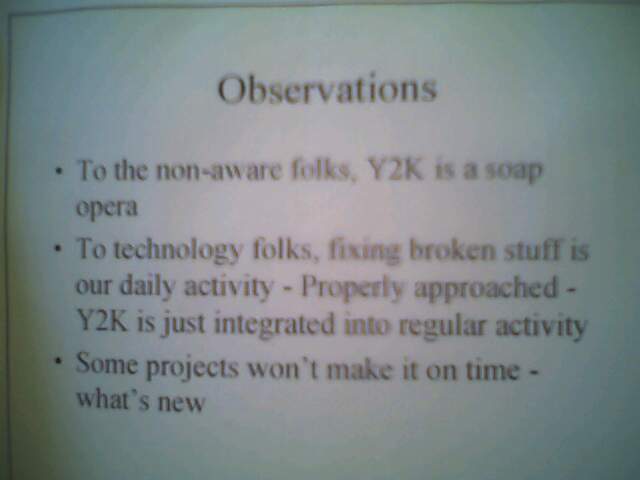 Observations
• To the non-aware folks, Y2K is a soap
opera
• To technology folks, fixing broken stuff is
our daily activity - Properly approached -
Y2K is just integrated into regular activity
• Some projects won't make it on time -
what's new